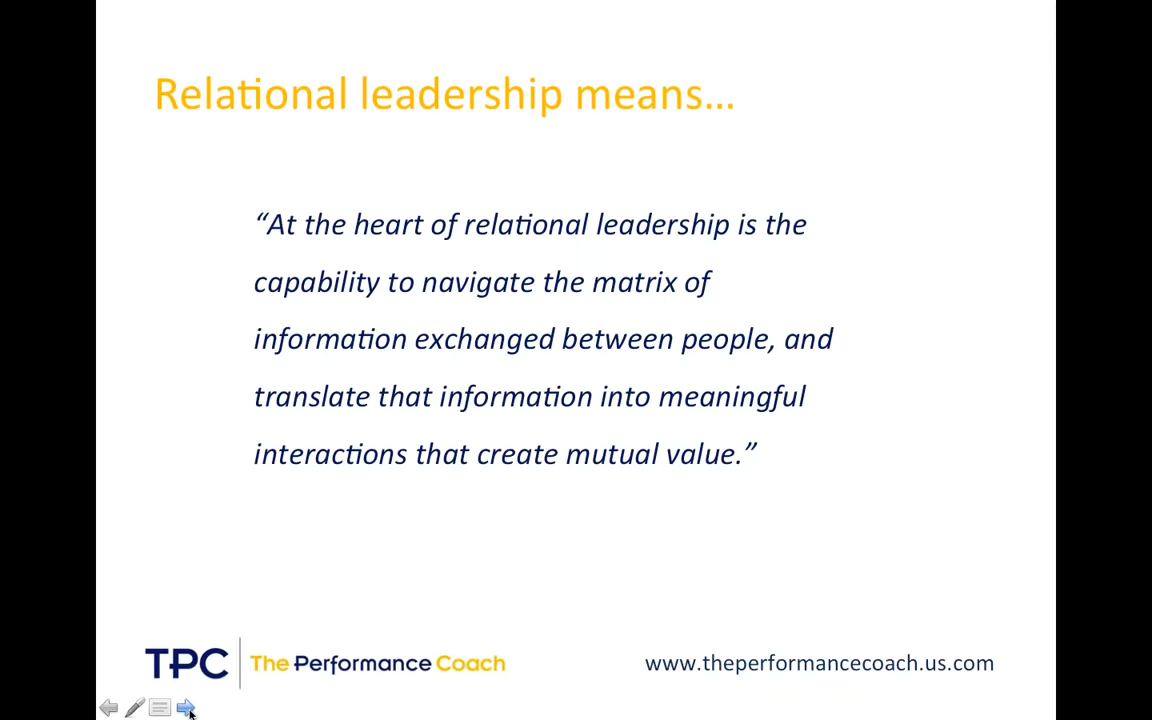 Relational leadership means...
“At the heart of relational leadership is the
capability to navigate the matrix of
information exchanged between people, and
translate that information into meaningful
interactions that create mutual value.”
TPC The Performance Coach
www.theperformancecoach.us.com